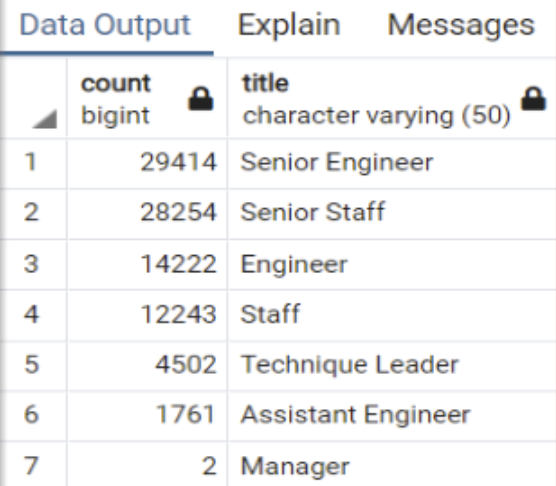 Data Output Explain Messages
count title
bigint character varying (50)
1 29414 Senior Engineer
2 28254 Senior Staff
3 14222 Engineer
4 12243 Staff
5 4502 Technique Leader
6 1761 Assistant Engineer
7 2 Manager